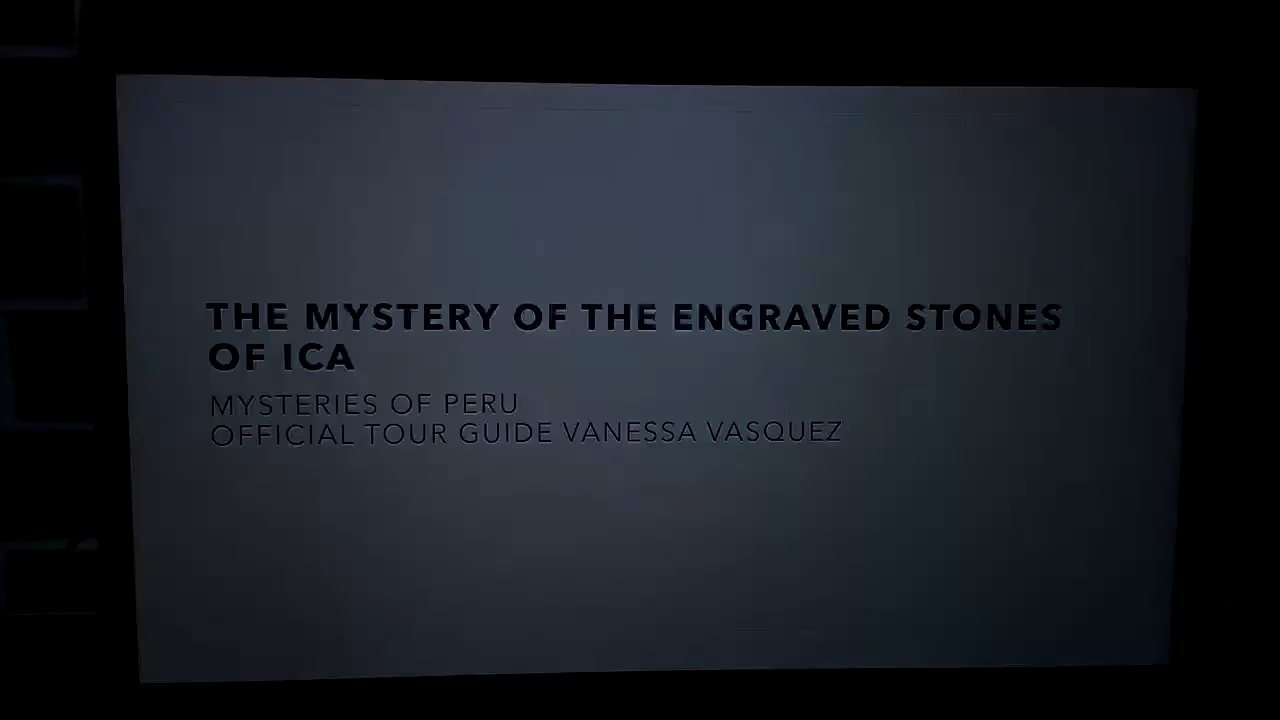 THE MYSTERY OF THE ENGRAVED STONES
OF ICA
MYSTERIES OF PERU
OFFICIAL TOUR GUIDE VANESSA VASQUEZ